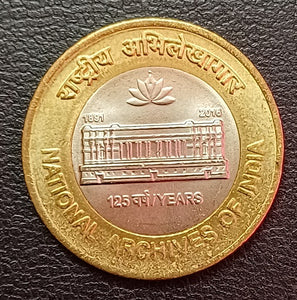 राष्ट्रीय अभिलेखागार
1891 2016
125 वर्ष/YEARS
NATIONAL ARCHIVES OF INDIA